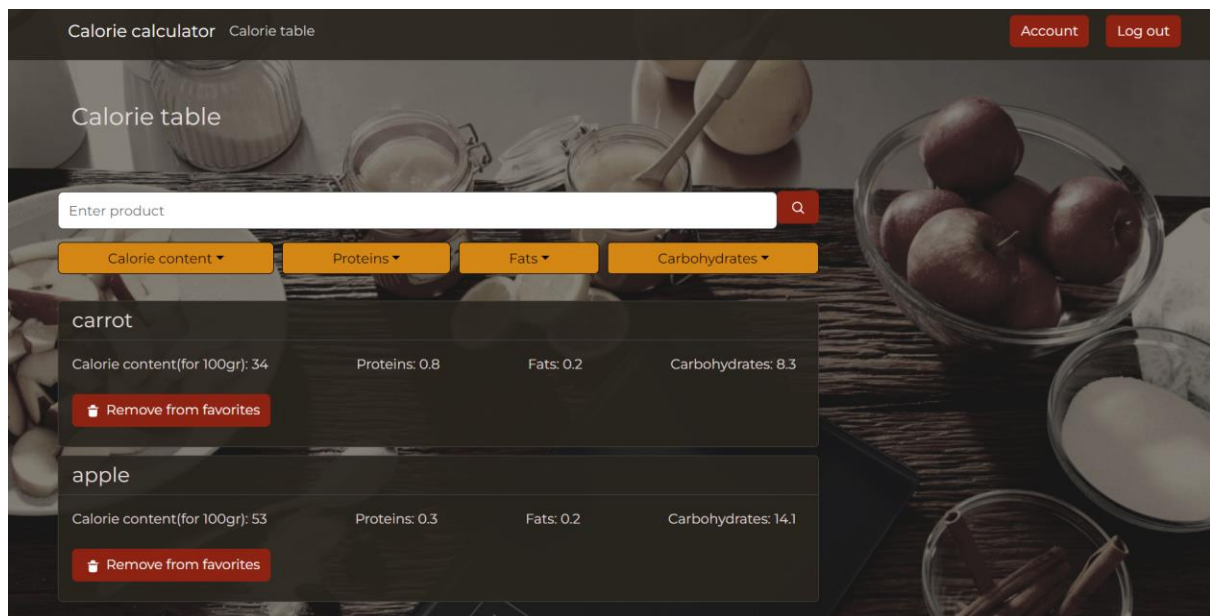 Calorie calculator Calorie table Account Log out
Calorie table
Enter product
Calorie content Proteins Fats Carbohydrates
carrot
Calorie content(for 100gr): 34 Proteins: 0.8 Fats: 0.2 Carbohydrates: 8.3
Remove from favorites
apple
Calorie content(for 100gr): 53 Proteins: 0.3 Fats: 0.2 Carbohydrates: 14.1
Remove from favorites